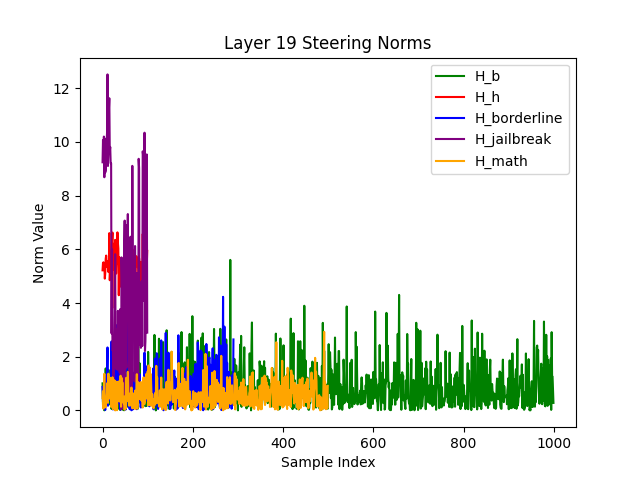 Layer 19 Steering Norms
Norm Value
12
10
8
6
4
2
0
H_b
H_h
H_borderline
H_jailbreak
H_math
0 200 400 600 800 1000
Sample Index